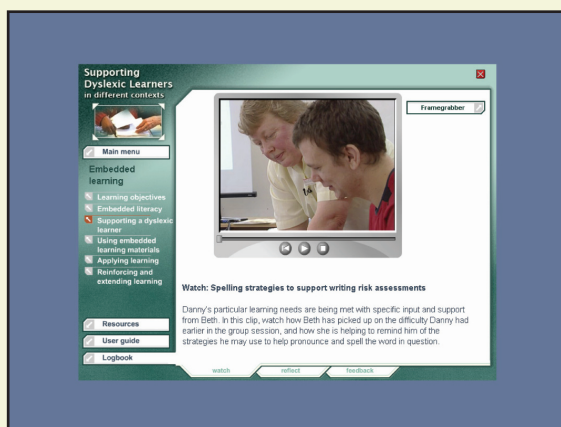 Supporting
Dyslexic Learners
in different contexts
Framegrabber
Main menu
Embedded
learning
Learning objectives
Embedded literacy
Supporting a dyslexic
learner
Using embedded
learning materials
Applying learning
Reinforcing and
extending learning
Resources
User guide
Logbook
Watch: Spelling strategies to support writing risk assessments
Danny's particular learning needs are being met with specific input and support
from Beth. In this clip, watch how Beth has picked up on the difficulty Danny had
earlier in the group session, and how she is helping to remind him of the
strategies he may use to help pronounce and spell the word in question.
watch
reflect
feedback